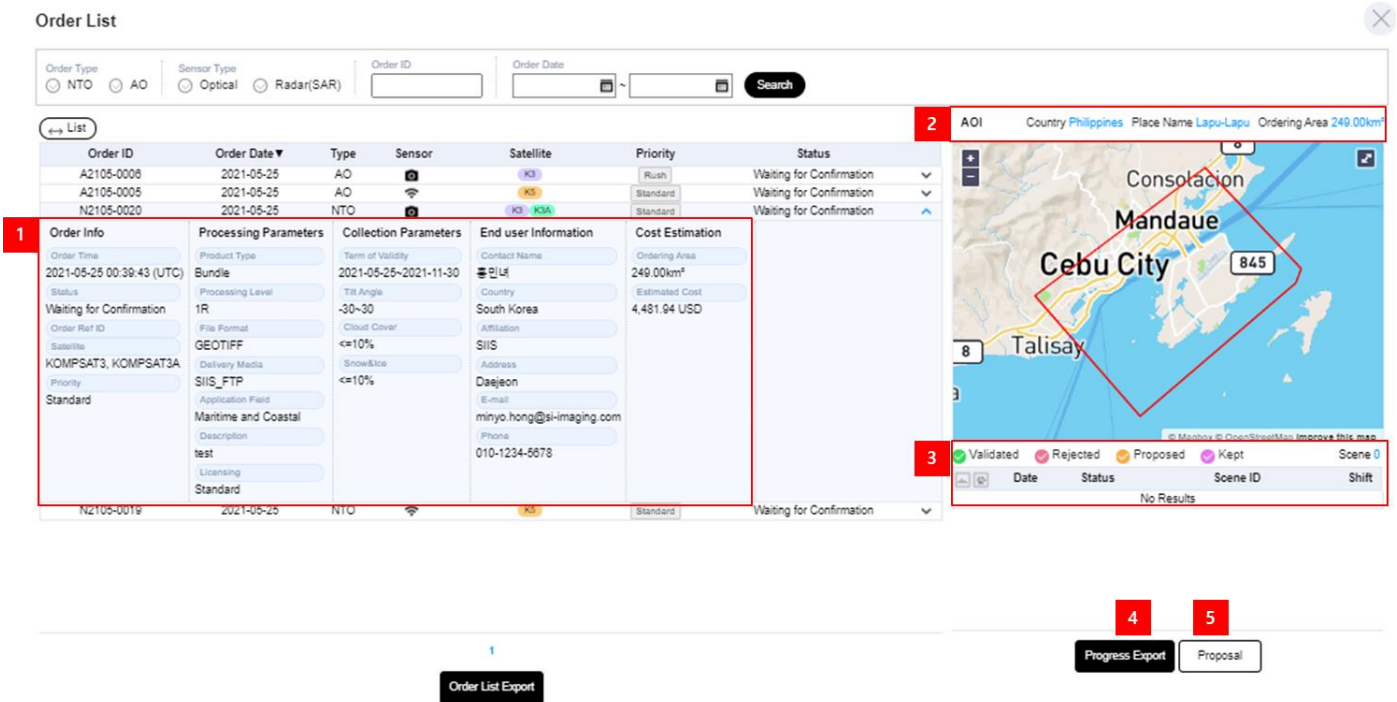 Order List
Order Type
NTO AO
Sensor Type
Optical Radar(SAR)
Order ID
Order Date
~
Search
List
Order ID Order Date▼ Type Sensor Satellite Priority Status
A2105-0006 2021-05-25 AO K3 Rush Waiting for Confirmation
A2105-0005 2021-05-25 AO K5 Standard Waiting for Confirmation
N2105-0020 2021-05-25 NTO K3 K3A Standard Waiting for Confirmation
1
Order Info
Order Time
2021-05-25 00:39:43 (UTC)
Status
Waiting for Confirmation
Order Ref ID
Satellite
KOMPSAT3, KOMPSAT3A
Priority
Standard
Processing Parameters
Product Type
Bundle
Processing Level
1R
File Format
GEOTIFF
Delivery Media
SIIS_FTP
Application Field
Maritime and Coastal
Description
test
Licensing
Standard
Collection Parameters
Term of Validity
2021-05-25~2021-11-30
Tilt Angle
-30~30
Cloud Cover
<=10%
Snow&Ice
<=10%
End user Information
Contact Name
Country
South Korea
Affiliation
SIIS
Address
Daejeon
E-mail
minyo.hong@si-imaging.com
Phone
010-1234-5678
Cost Estimation
Ordering Area
249.00km²
Estimated Cost
4,481.94 USD
N2105-0019 2021-05-25 NTO K5 Standard Waiting for Confirmation
1
Order List Export
2
AOI Country Philippines Place Name Lapu-Lapu Ordering Area 249.00km²
+
−
8
Consolacion
Mandaue
Cebu City
845
8
Talisay
a
© Mapbox © OpenStreetMap Improve this map
3
Validated Rejected Proposed Kept Scene 0
Date Status Scene ID Shift
No Results
4
5
Progress Export
Proposal